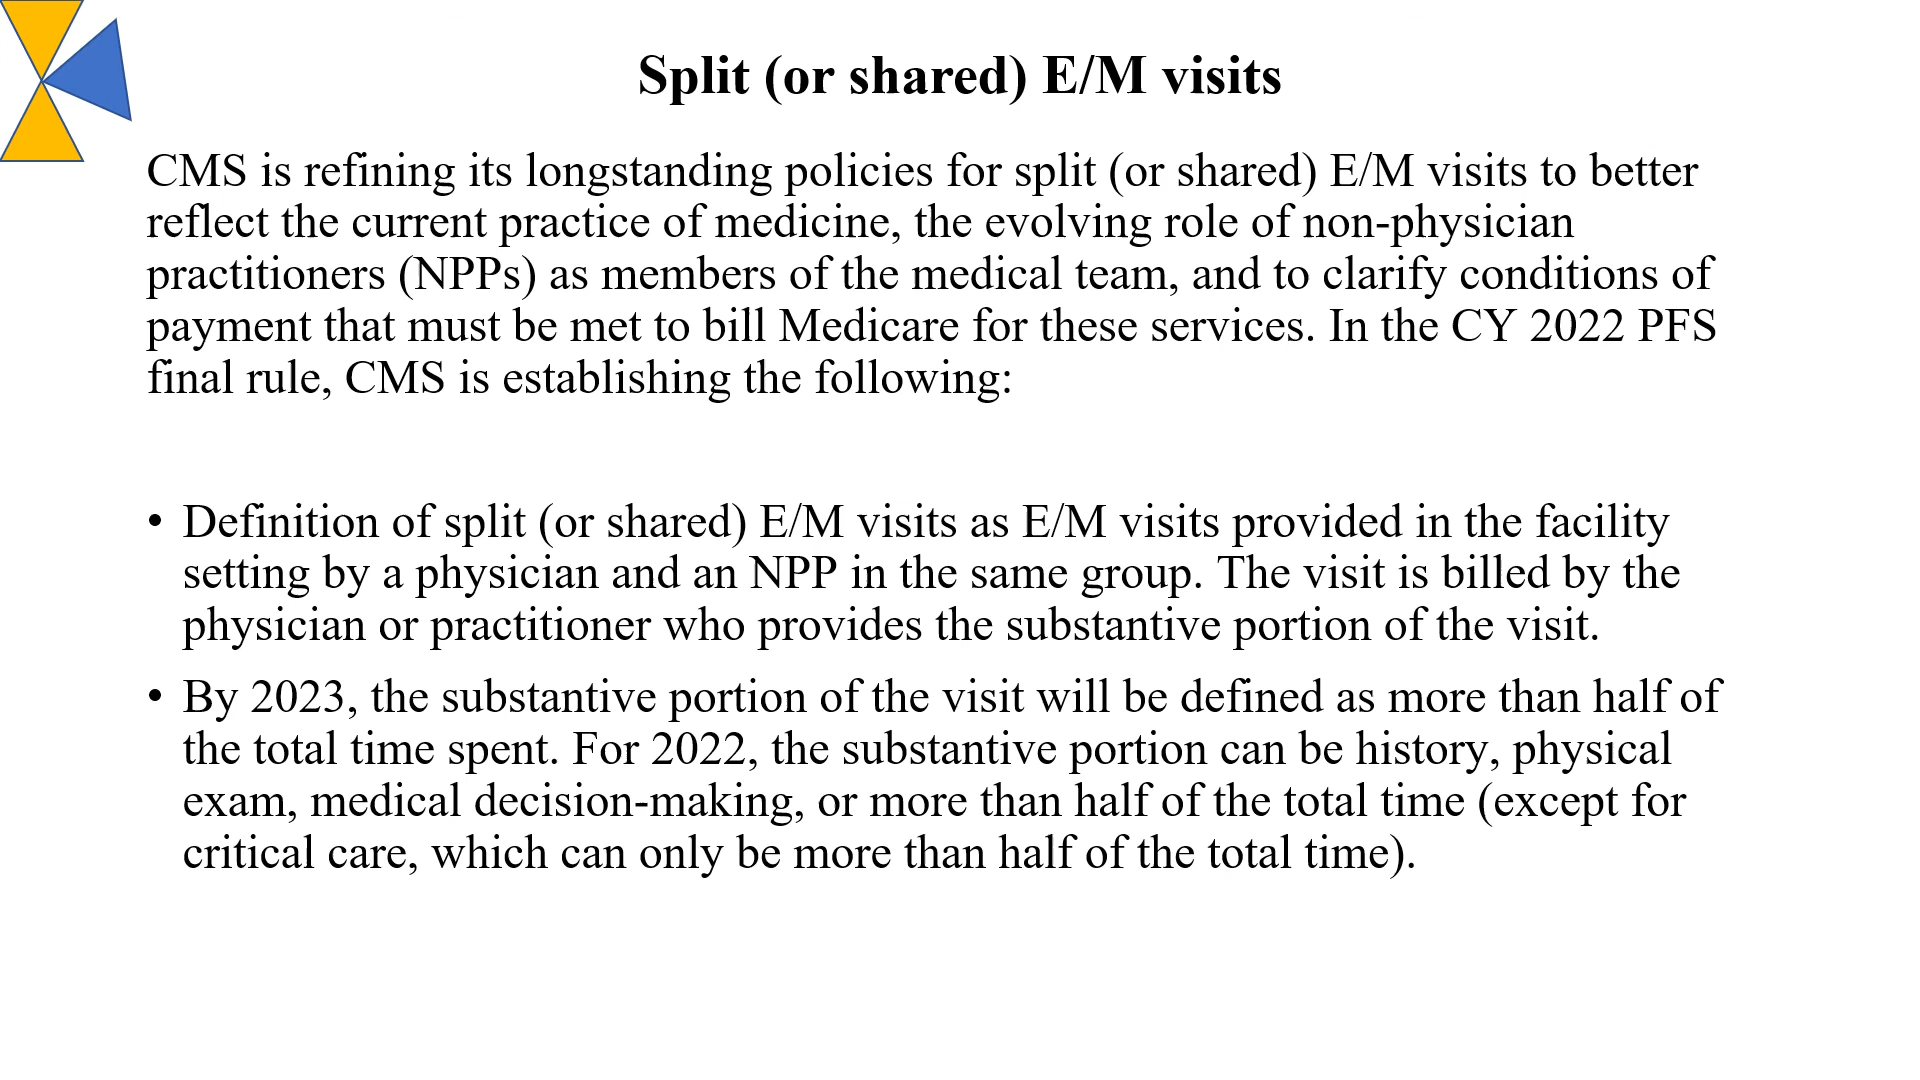 Split (or shared) E/M visits
CMS is refining its longstanding policies for split (or shared) E/M visits to better
reflect the current practice of medicine, the evolving role of non-physician
practitioners (NPPs) as members of the medical team, and to clarify conditions of
payment that must be met to bill Medicare for these services. In the CY 2022 PFS
final rule, CMS is establishing the following:
• Definition of split (or shared) E/M visits as E/M visits provided in the facility
setting by a physician and an NPP in the same group. The visit is billed by the
physician or practitioner who provides the substantive portion of the visit.
• By 2023, the substantive portion of the visit will be defined as more than half of
the total time spent. For 2022, the substantive portion can be history, physical
exam, medical decision-making, or more than half of the total time (except for
critical care, which can only be more than half of the total time).